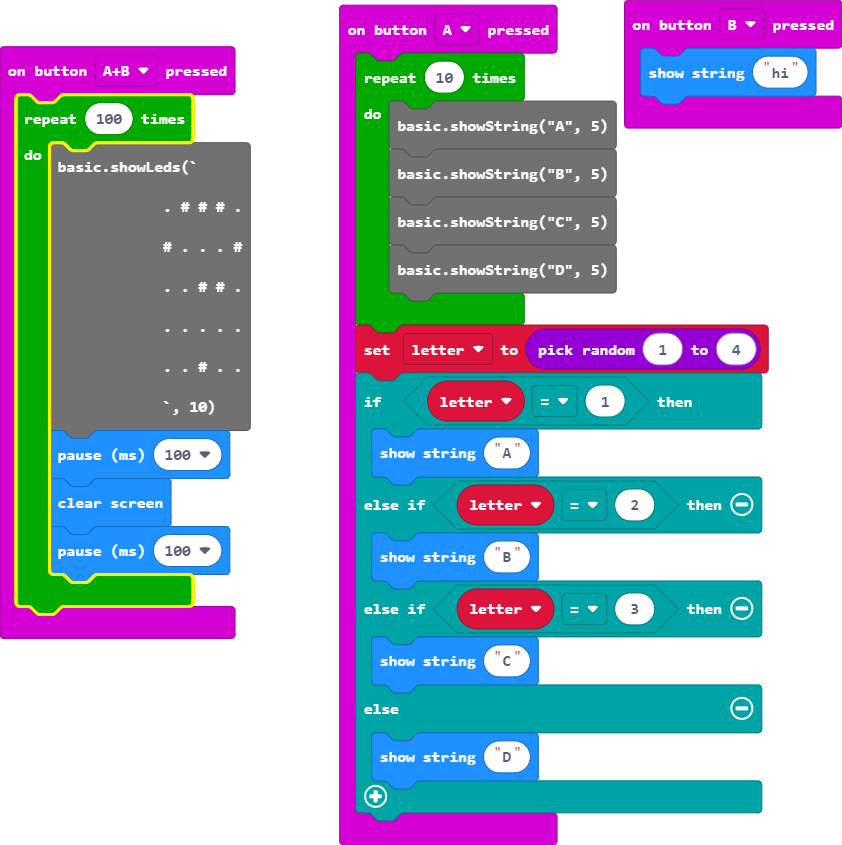 on button A+B pressed
repeat 100 times
do
basic.showLeds(`
. # # # .
# . . . #
. . # # .
. . . . .
. . # . .
`, 10)
pause (ms) 100
clear screen
pause (ms) 100
on button A pressed
repeat 10 times
do
basic.showString("A", 5)
basic.showString("B", 5)
basic.showString("C", 5)
basic.showString("D", 5)
set letter to pick random 1 to 4
if letter = 1 then
show string "A"
else if letter = 2 then
show string "B"
else if letter = 3 then
show string "C"
else
show string "D"
on button B pressed
show string "hi"